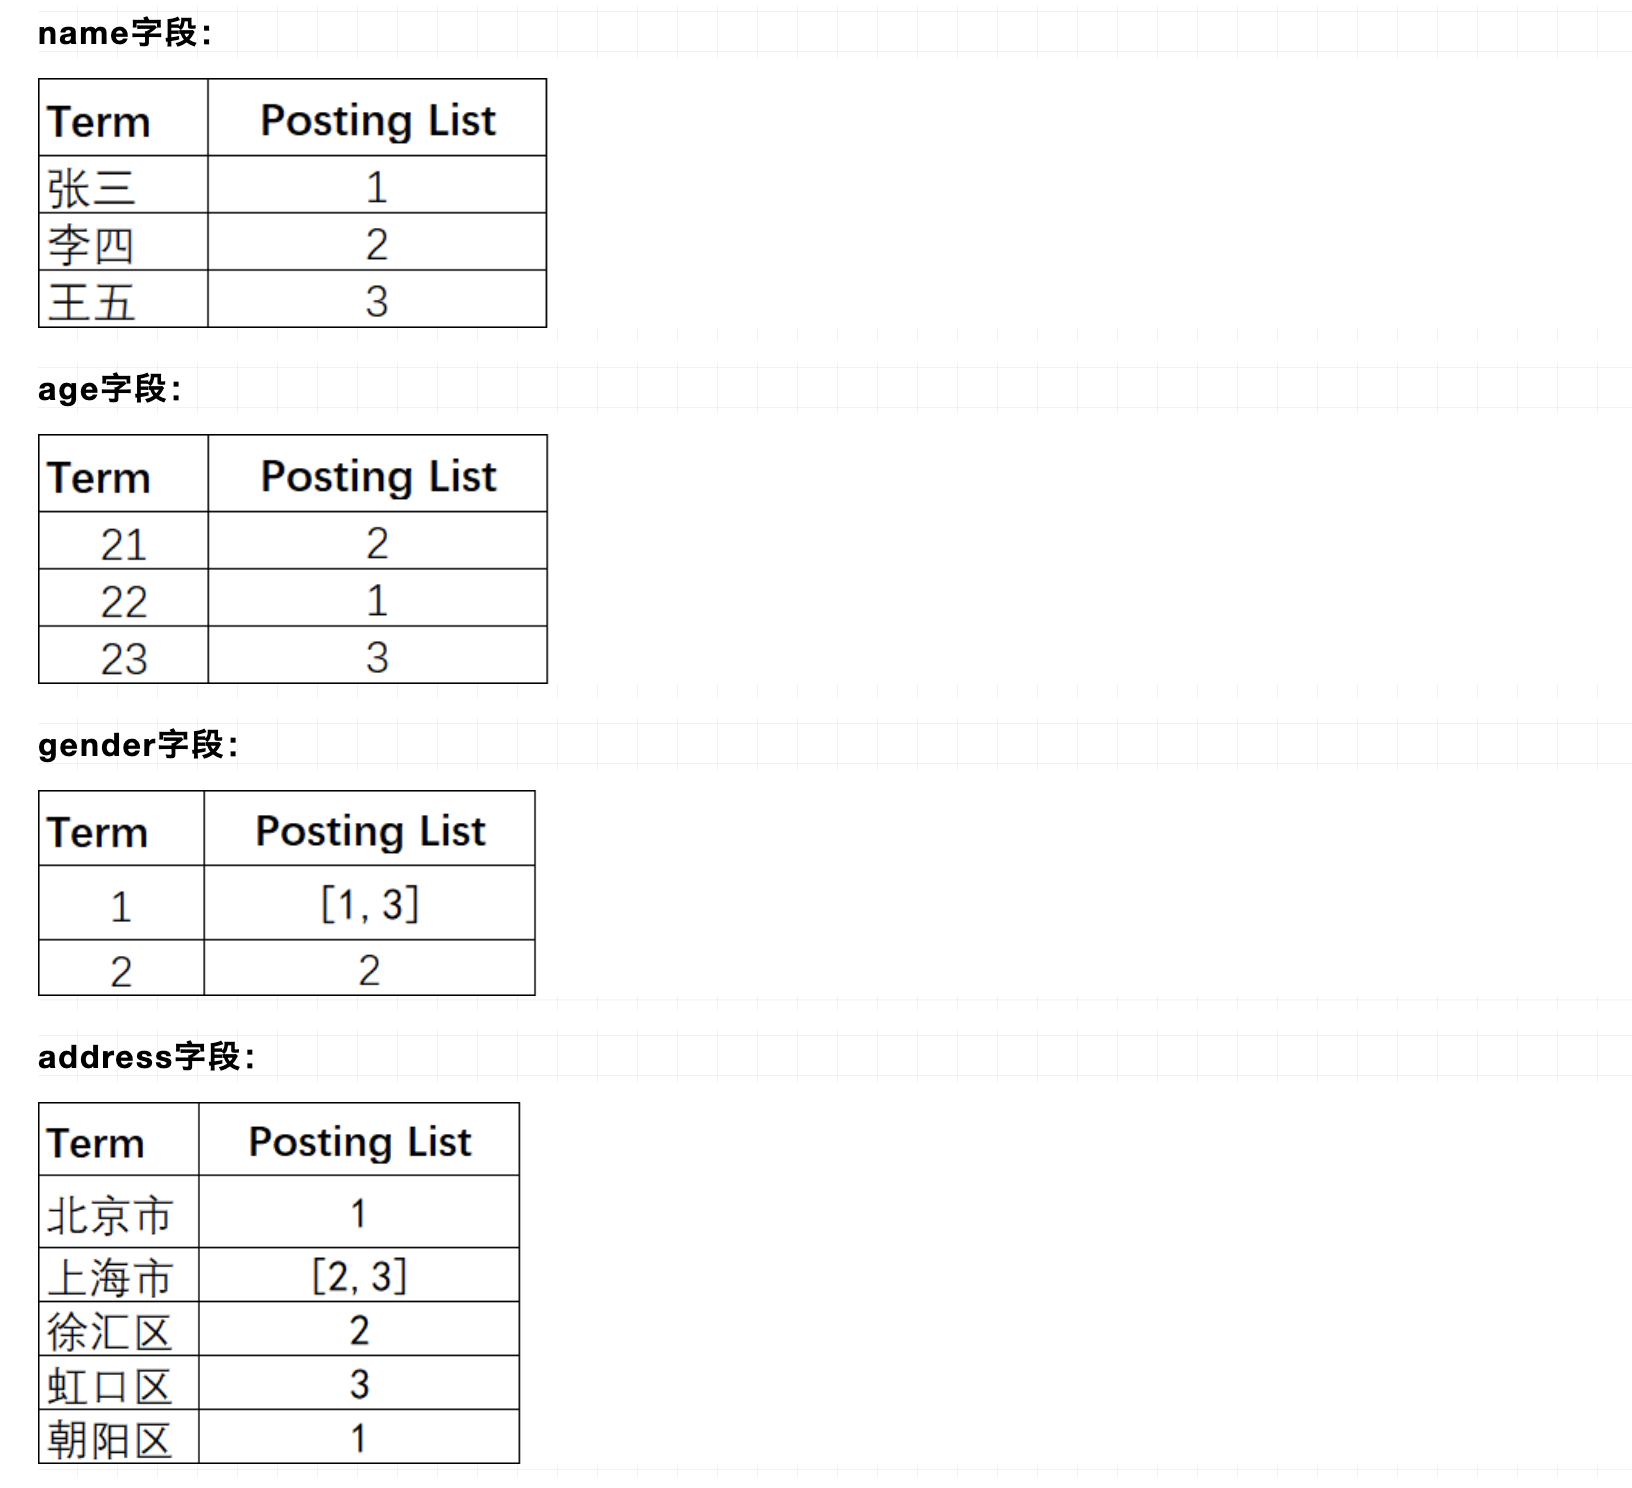 name字段：
Term Posting List
张三 1
李四 2
王五 3
age字段：
Term Posting List
21 2
22 1
23 3
gender字段：
Term Posting List
1 [1,3]
2 2
address字段：
Term Posting List
北京市 1
上海市 [2,3]
徐汇区 2
虹口区 3
朝阳区 1